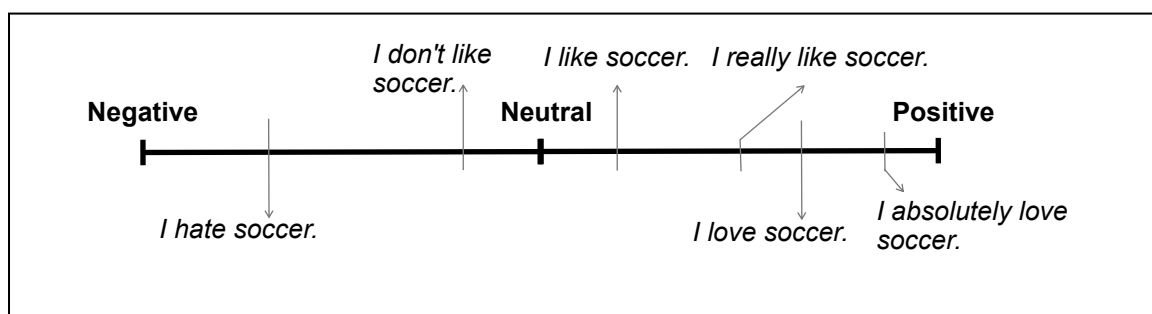 I don't like
soccer.
I like soccer.
I really like soccer.
Negative
Neutral
Positive
I hate soccer.
I love soccer.
I absolutely love
soccer.